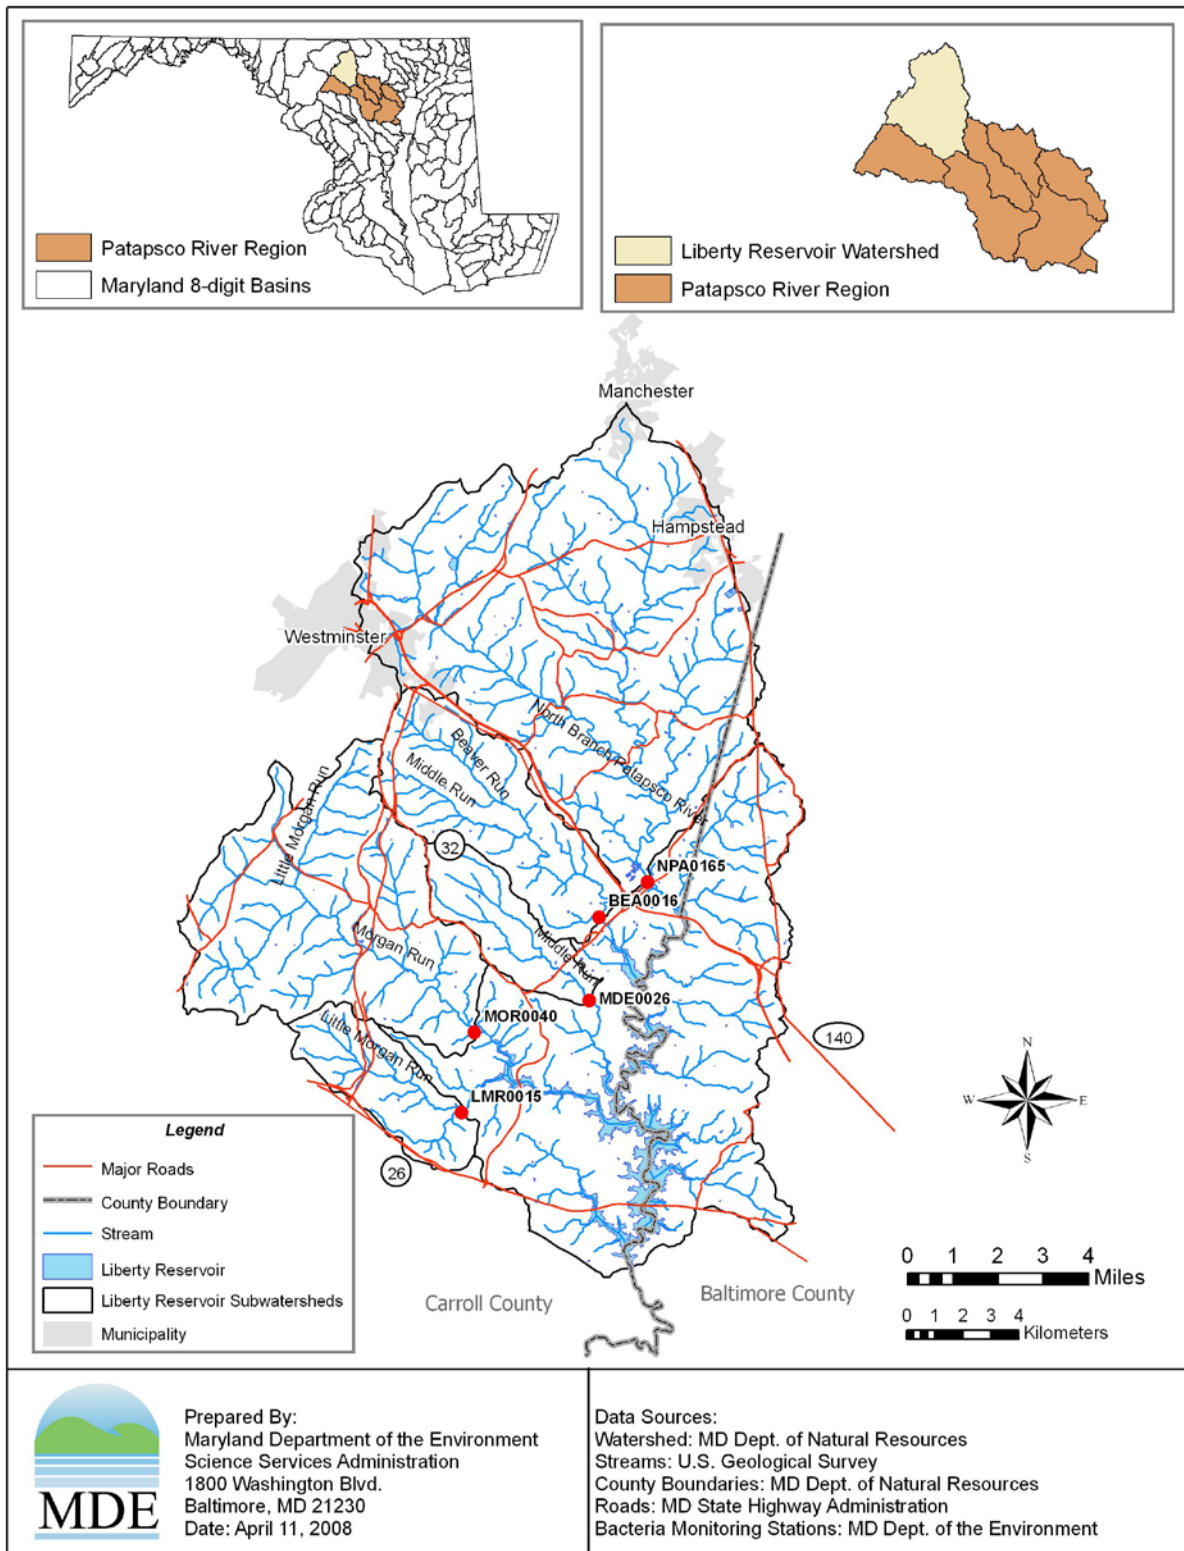 Patapsco River Region
Maryland 8-digit Basins
Liberty Reservoir Watershed
Patapsco River Region
Manchester
Hampstead
Westminster
North Branch Patapsco River
Beaver Run
Middle Run
Little Morgan Run
32
NPA0165
BEA0016
Morgan Run
Middle Run
MDE0026
MOR0040
140
Little Morgan Run
LMR0015
26
N
W
E
S
Legend
Major Roads
County Boundary
Stream
Liberty Reservoir
Liberty Reservoir Subwatersheds
Municipality
Carroll County
Baltimore County
0 1 2 3 4
Miles
0 1 2 3 4
Kilometers
MDE
Prepared By:
Maryland Department of the Environment
Science Services Administration
1800 Washington Blvd.
Baltimore, MD 21230
Date: April 11, 2008
Data Sources:
Watershed: MD Dept. of Natural Resources
Streams: U.S. Geological Survey
County Boundaries: MD Dept. of Natural Resources
Roads: MD State Highway Administration
Bacteria Monitoring Stations: MD Dept. of the Environment